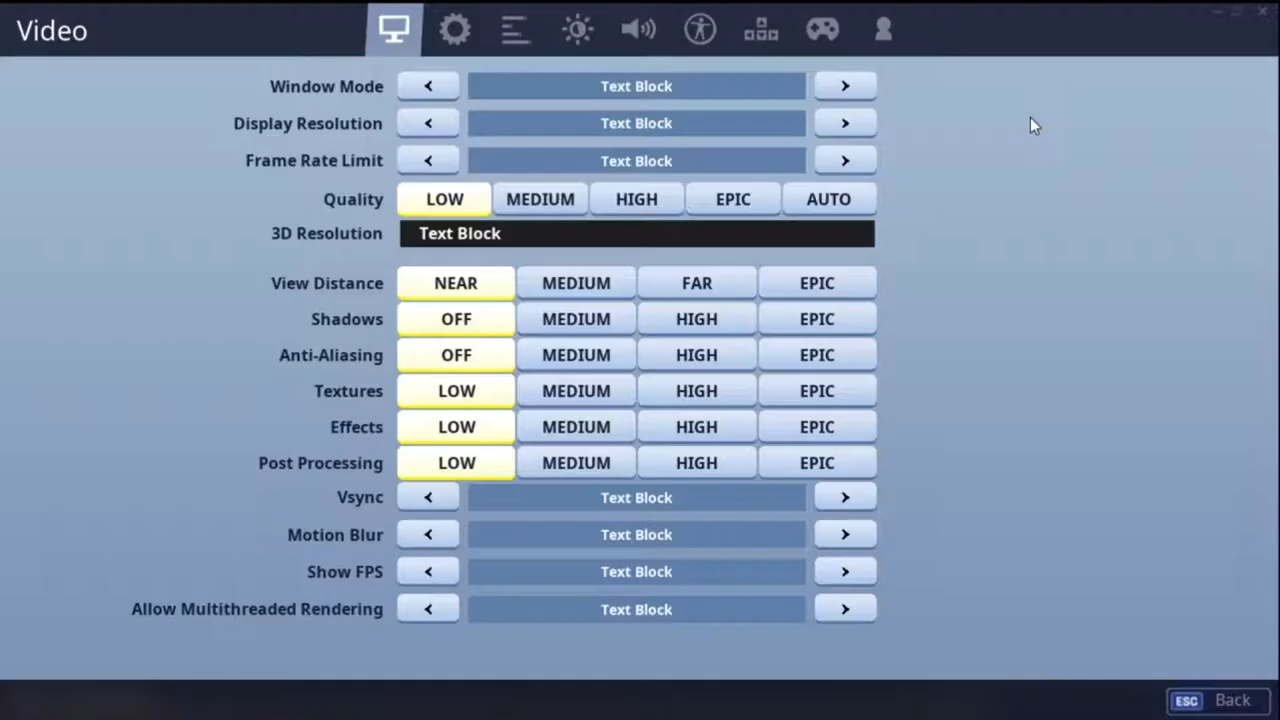 Video
Window Mode < Text Block >
Display Resolution < Text Block >
Frame Rate Limit < Text Block >
Quality LOW MEDIUM HIGH EPIC AUTO
3D Resolution Text Block
View Distance NEAR MEDIUM FAR EPIC
Shadows OFF MEDIUM HIGH EPIC
Anti-Aliasing OFF MEDIUM HIGH EPIC
Textures LOW MEDIUM HIGH EPIC
Effects LOW MEDIUM HIGH EPIC
Post Processing LOW MEDIUM HIGH EPIC
Vsync < Text Block >
Motion Blur < Text Block >
Show FPS < Text Block >
Allow Multithreaded Rendering < Text Block >
ESC Back